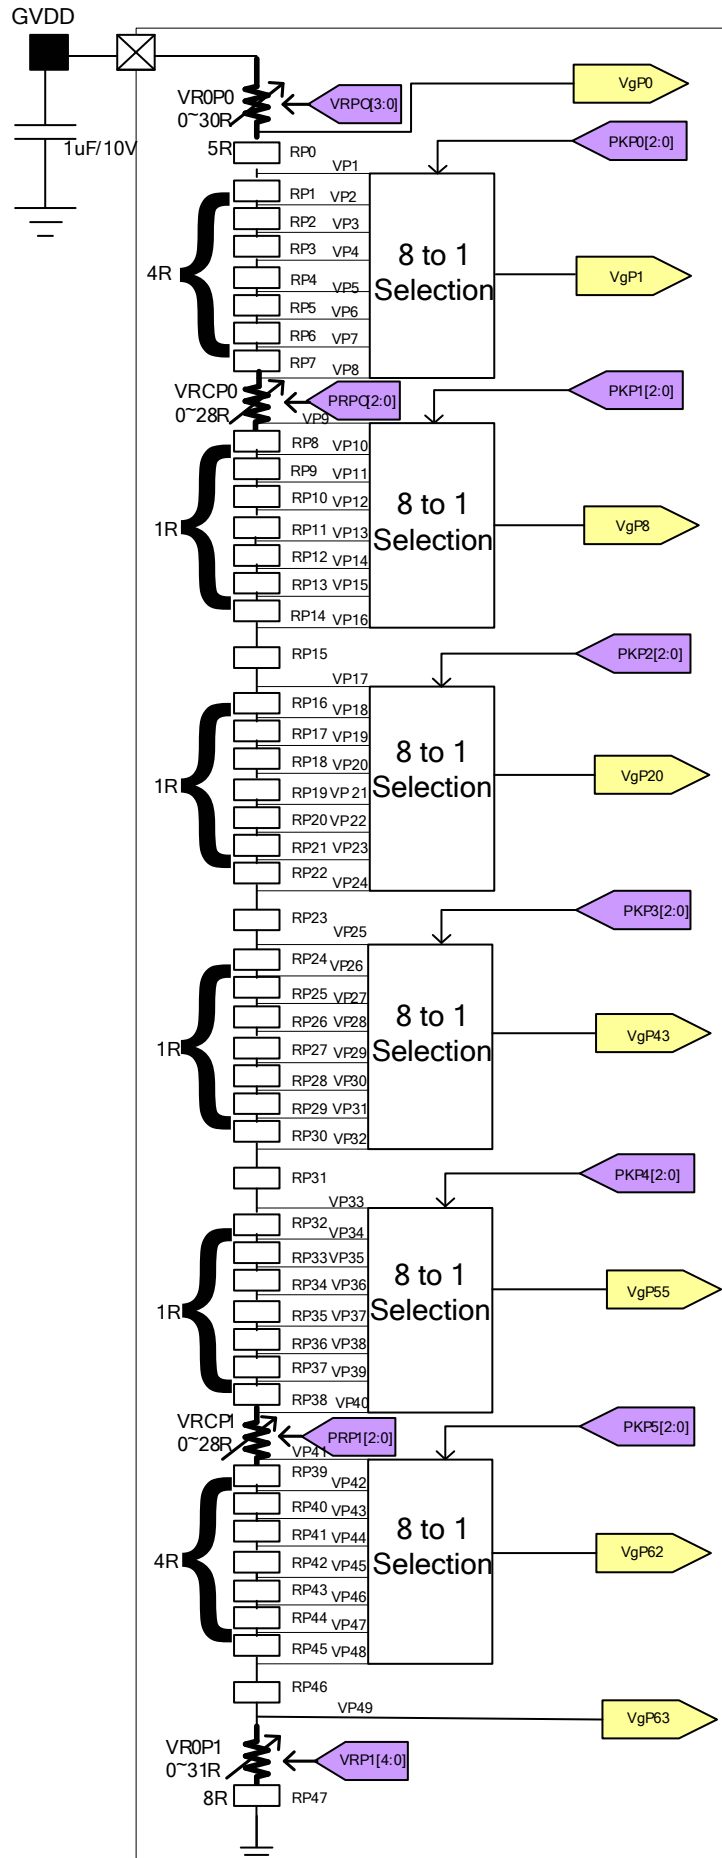 GVDD
1uF/10V
VR0P0
0~30R
VRP0[3:0]
VgP0
5R
RP0
PKP0[2:0]
VP1
RP1
VP2
RP2
VP3
RP3
VP4
4R
RP4
VP5
RP5
VP6
RP6
VP7
RP7
VP8
8 to 1
Selection
VgP1
VRCP0
0~28R
PRP0[2:0]
PKP1[2:0]
VP9
RP8
VP10
RP9
VP11
RP10
VP12
1R
RP11
VP13
RP12
VP14
RP13
VP15
RP14
VP16
8 to 1
Selection
VgP8
RP15
PKP2[2:0]
VP17
RP16
VP18
RP17
VP19
RP18
VP20
1R
RP19
VP21
RP20
VP22
RP21
VP23
RP22
VP24
8 to 1
Selection
VgP20
RP23
PKP3[2:0]
VP25
RP24
VP26
RP25
VP27
RP26
VP28
1R
RP27
VP29
RP28
VP30
RP29
VP31
RP30
VP32
8 to 1
Selection
VgP43
RP31
PKP4[2:0]
VP33
RP32
VP34
RP33
VP35
RP34
VP36
1R
RP35
VP37
RP36
VP38
RP37
VP39
RP38
VP40
8 to 1
Selection
VgP55
VRCP1
0~28R
PRP1[2:0]
PKP5[2:0]
VP41
RP39
VP42
RP40
VP43
RP41
VP44
4R
RP42
VP45
RP43
VP46
RP44
VP47
RP45
VP48
8 to 1
Selection
VgP62
RP46
VP49
VgP63
VR0P1
0~31R
VRP1[4:0]
8R
RP47